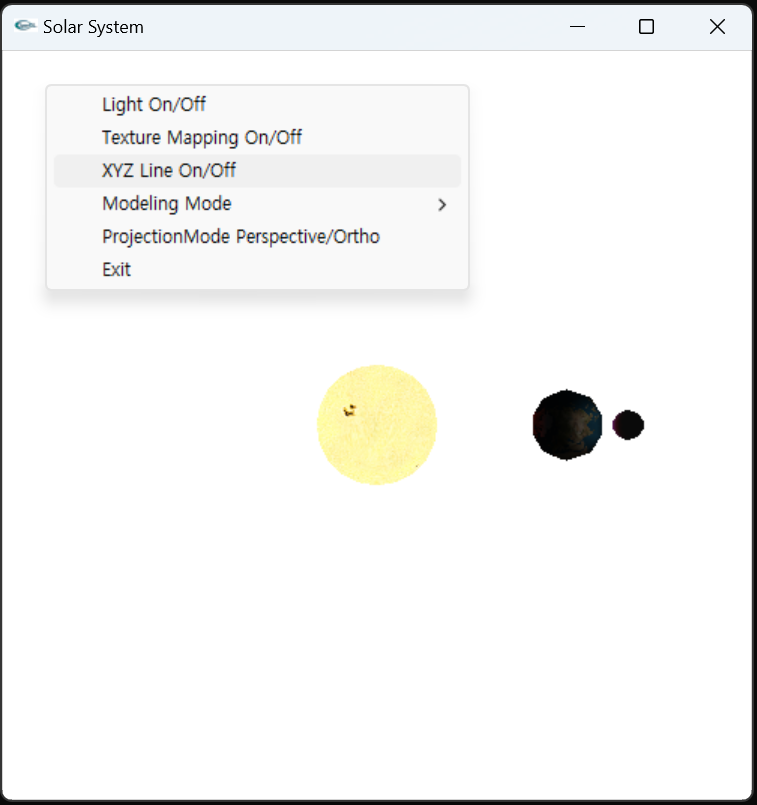 Solar System
Light On/Off
Texture Mapping On/Off
XYZ Line On/Off
Modeling Mode
ProjectionMode Perspective/Ortho
Exit